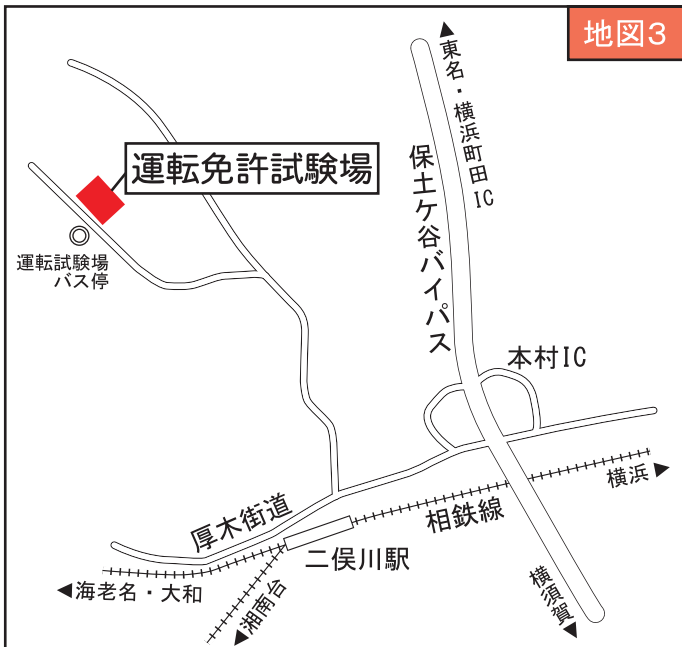 地図3
▲東名・横浜町田IC
保土ケ谷バイパス
運転免許試験場
運転試験場
バス停
本村IC
横浜▶
相鉄線
厚木街道
二俣川駅
◀海老名・大和
◀湘南台
横須賀▶